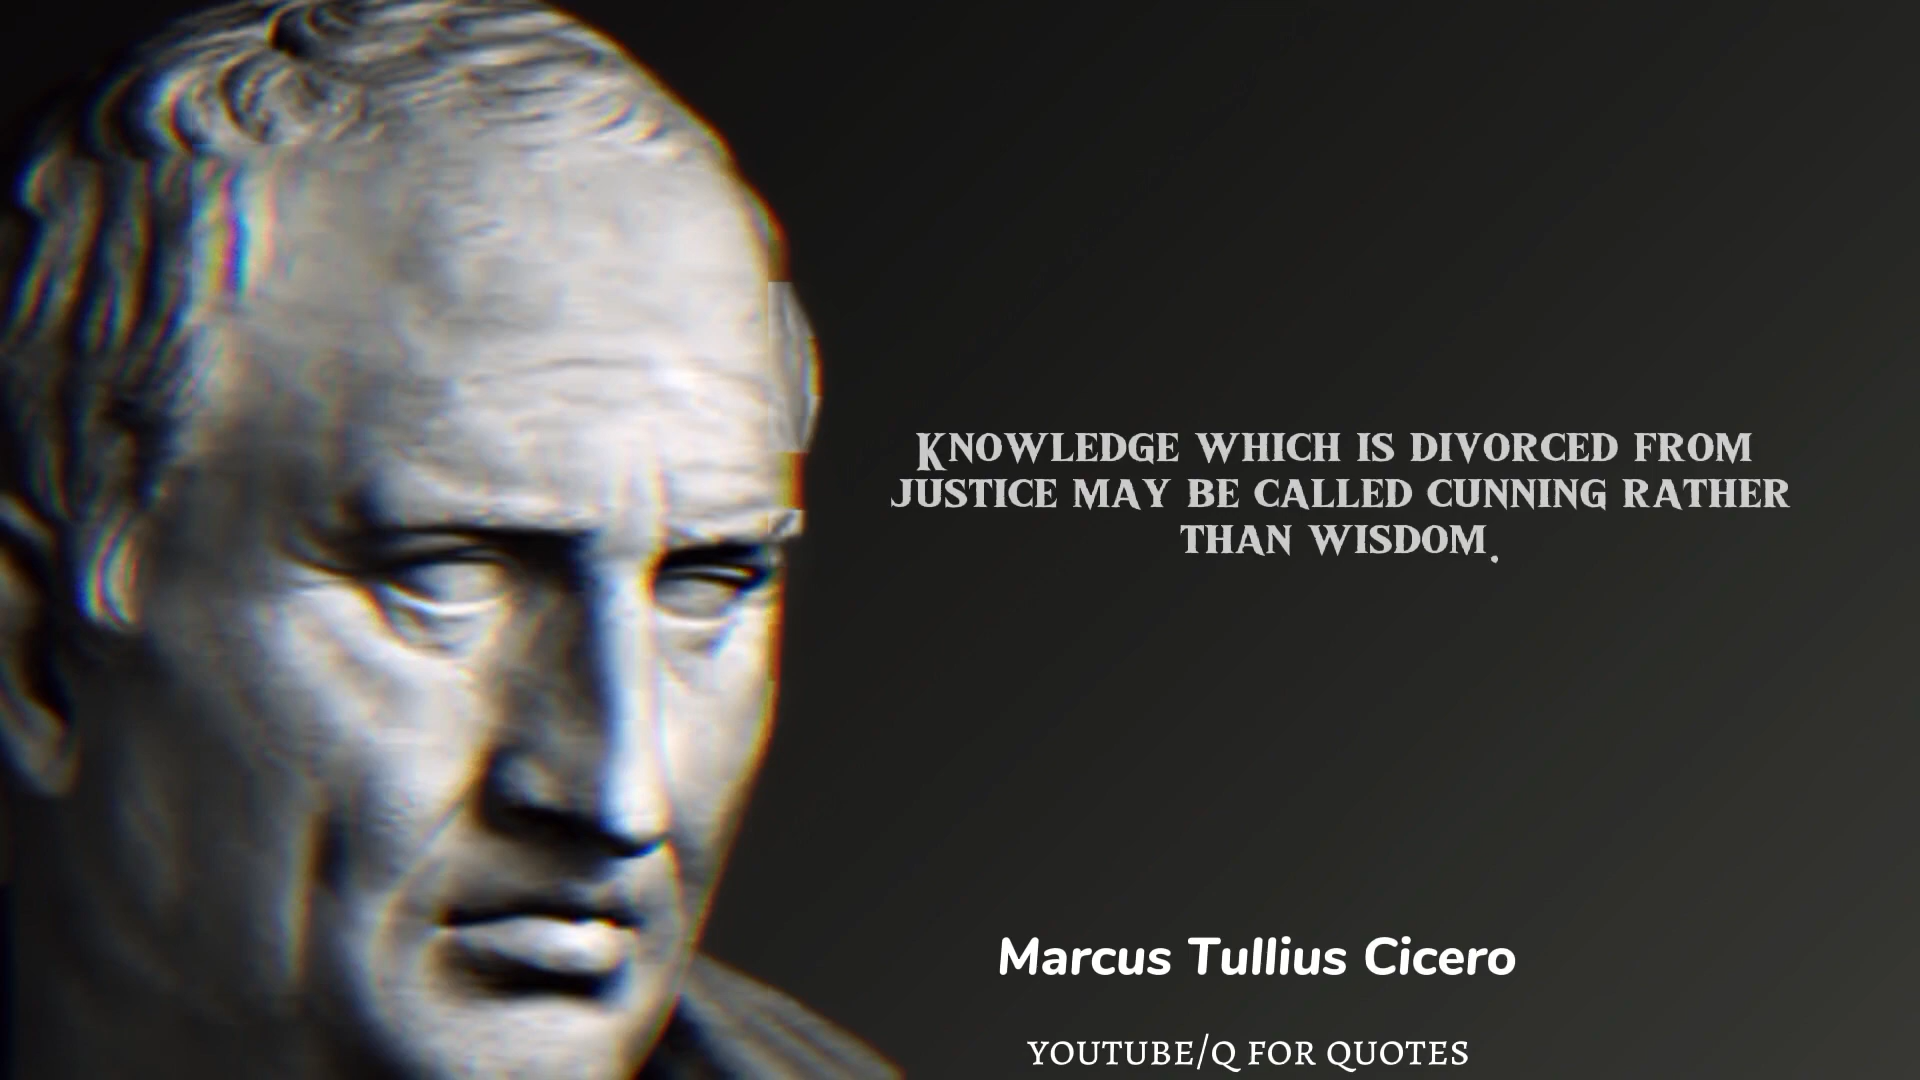 Knowledge which is divorced from
justice may be called cunning rather
than wisdom.
Marcus Tullius Cicero
YOUTUBE/Q FOR QUOTES